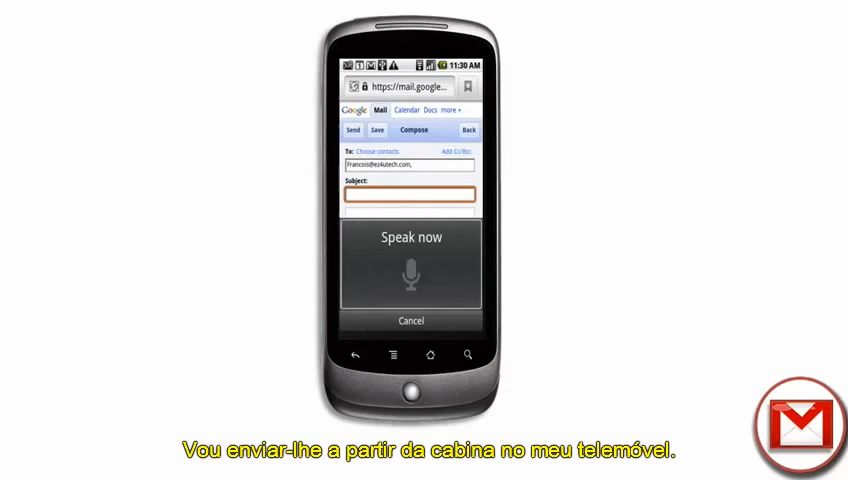 11:30 AM
https://mail.google...
Google Mail Calendar Docs more
Send Save Compose Back
To: Choose contacts Add Cc/Bcc
Francois@ez4utech.com,
Subject:
Speak now
Cancel
Vou enviar-lhe a partir da cabina no meu telemóvel.